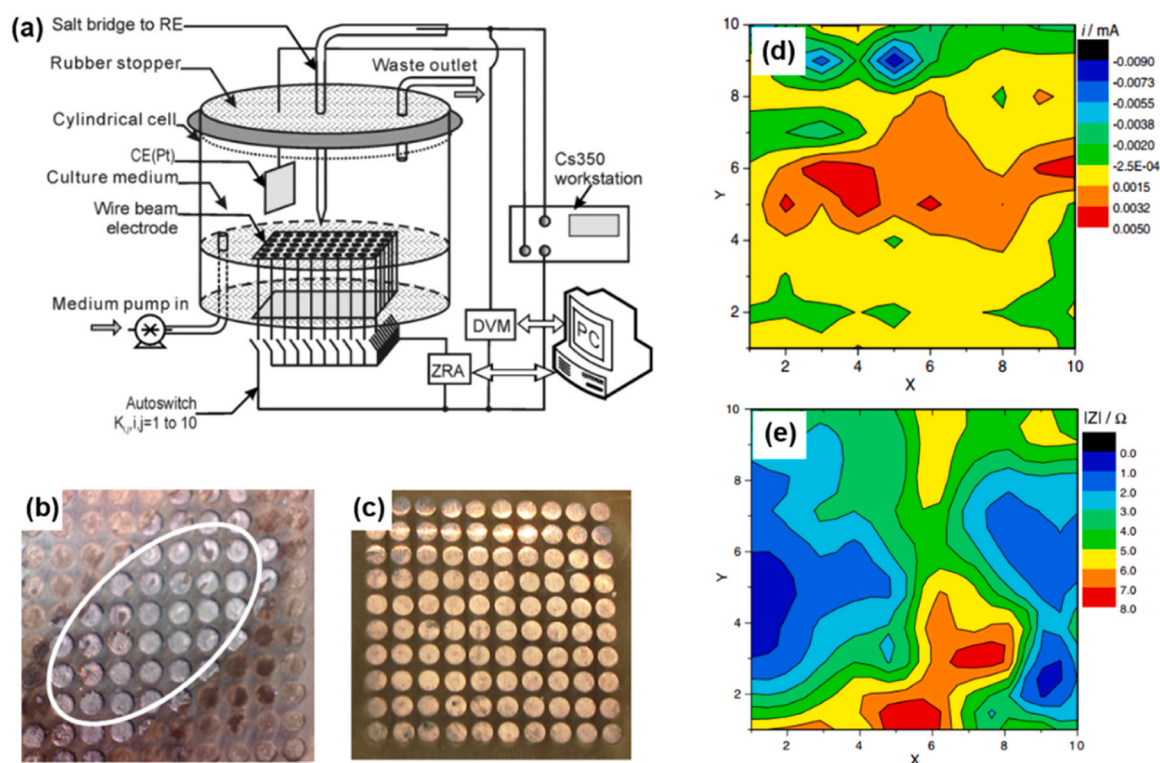 (a)
Salt bridge to RE
Rubber stopper
Waste outlet
Cylindrical cell
CE(Pt)
Culture medium
Cs350
workstation
Wire beam
electrode
Medium pump in
DVM
PC
ZRA
Autoswitch
Ki,j,i,j=1 to 10
(b)
(c)
(d)
i / mA
-0.0090
-0.0073
-0.0055
-0.0038
-0.0020
-2.5E-04
0.0015
0.0032
0.0050
10
8
6
4
2
Y
2
4
6
8
10
X
(e)
|Z| / Ω
0.0
1.0
2.0
3.0
4.0
5.0
6.0
7.0
8.0
10
8
6
4
2
Y
2
4
6
8
10
X